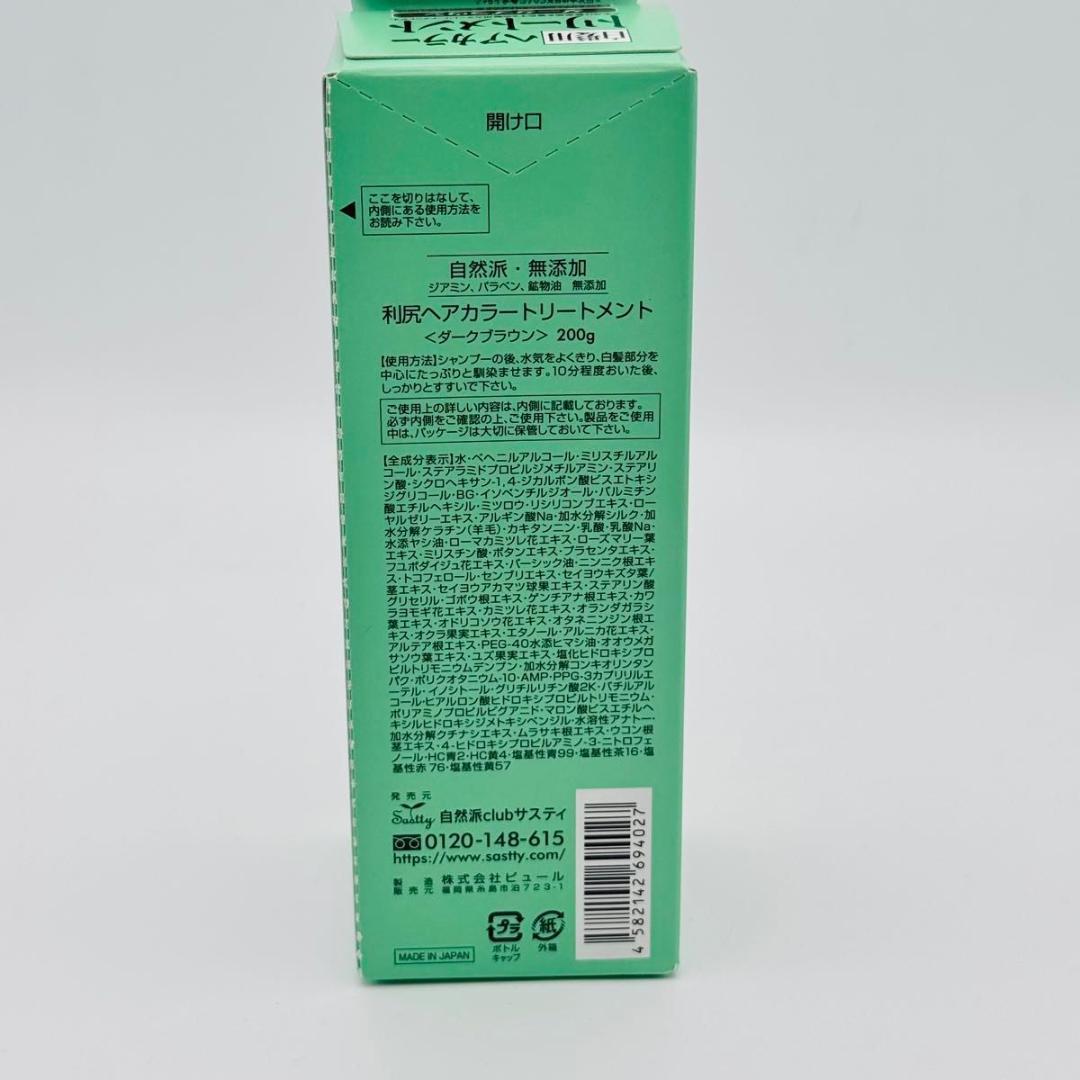 白髪用 ヘアカラー
トリートメント
開け口
ここを切りはなして、
内側にある使用方法を
お読み下さい。
自然派・無添加
ジアミン、パラベン、鉱物油 無添加
利尻ヘアカラートリートメント
<ダークブラウン> 200g
【使用方法】シャンプーの後、水気をよくきり、白髪部分を
中心にたっぷりと馴染ませます。10分程度おいた後、
しっかりとすすいで下さい。
ご使用上の詳しい内容は、内側に記載しております。
必ず内側をご確認の上、ご使用下さい。製品をご使用
中は、パッケージは大切に保管しておいて下さい。
【全成分表示】水・ベヘニルアルコール・ミリスチルアル
コール・ステアラミドプロピルジメチルアミン・ステアリ
ン酸・シクロヘキサン-1,4-ジカルボン酸ビスエトキシ
ジグリコール・BG・イソペンチルジオール・パルミチン
酸エチルヘキシル・ミツロウ・リシリコンブエキス・ロー
ヤルゼリーエキス・アルギン酸Na・加水分解シルク・加
水分解ケラチン(羊毛)・カキタンニン・乳酸・乳酸Na・
水添ヤシ油・ローマカミツレ花エキス・ローズマリー葉
エキス・ミリスチン酸・ボタンエキス・プラセンタエキス・
フユボダイジュ花エキス・パーシック油・ニンニク根エキ
ス・トコフェロール・センブリエキス・セイヨウキズタ葉/
茎エキス・セイヨウアカマツ球果エキス・ステアリン酸
グリセリル・ゴボウ根エキス・ゲンチアナ根エキス・カワ
ラヨモギ花エキス・カミツレ花エキス・オランダガラシ
葉エキス・オドリコソウ花エキス・オタネニンジン根エキ
ス・オクラ果実エキス・エタノール・アルニカ花エキス・
アルテア根エキス・PEG-40水添ヒマシ油・オオウメガ
サソウ葉エキス・ユズ果実エキス・塩化ヒドロキシプロ
ピルトリモニウムデンプン・加水分解コンキオリンタン
パク・ポリクオタニウム-10・AMP・PPG-3カプリリルエ
ーテル・イノシトール・グリチルリチン酸2K・バチルアル
コール・ヒアルロン酸ヒドロキシプロピルトリモニウム・
ポリアミノプロピルビグアニド・マロン酸ビスエチルヘ
キシルヒドロキシジメトキシベンジル・水溶性アナトー・
加水分解クチナシエキス・ムラサキ根エキス・ウコン根
茎エキス・4-ヒドロキシプロピルアミノ-3-ニトロフェ
ノール・HC青2・HC黄4・塩基性青99・塩基性茶16・塩
基性赤76・塩基性黄57
発売元
Sastty 自然派clubサスティ
0120-148-615
https://www.sastty.com/
製造
販売元 株式会社ピュール
福岡県糸島市泊723-1
プラ
ボトル
キャップ
紙
外箱
MADE IN JAPAN
4 582142 694027